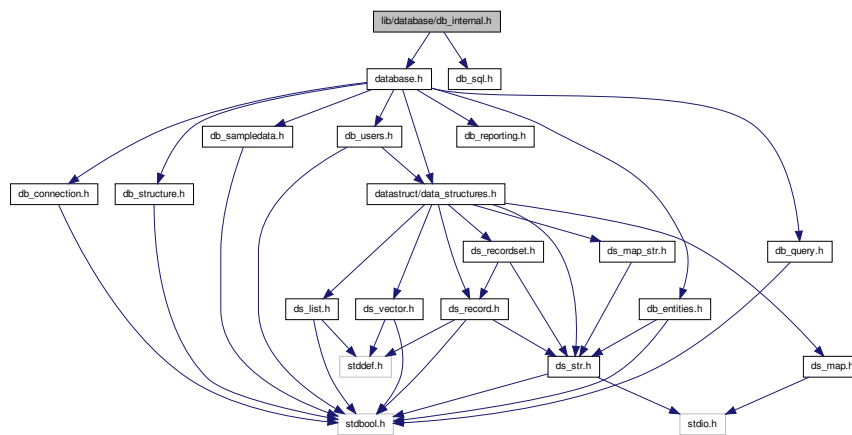 lib/database/db_internal.h
database.h
db_sql.h
db_sampledata.h
db_users.h
db_reporting.h
db_connection.h
db_structure.h
datastruct/data_structures.h
ds_recordset.h
ds_map_str.h
db_query.h
ds_list.h
ds_vector.h
ds_record.h
db_entities.h
stddef.h
ds_str.h
ds_map.h
stdbool.h
stdio.h